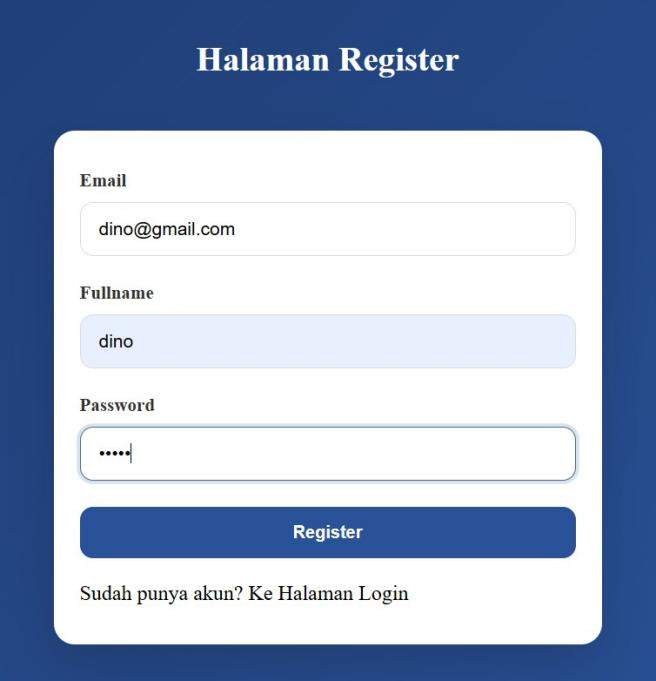 Halaman Register
Email
dino@gmail.com
Fullname
dino
Password
•••••
Register
Sudah punya akun? Ke Halaman Login